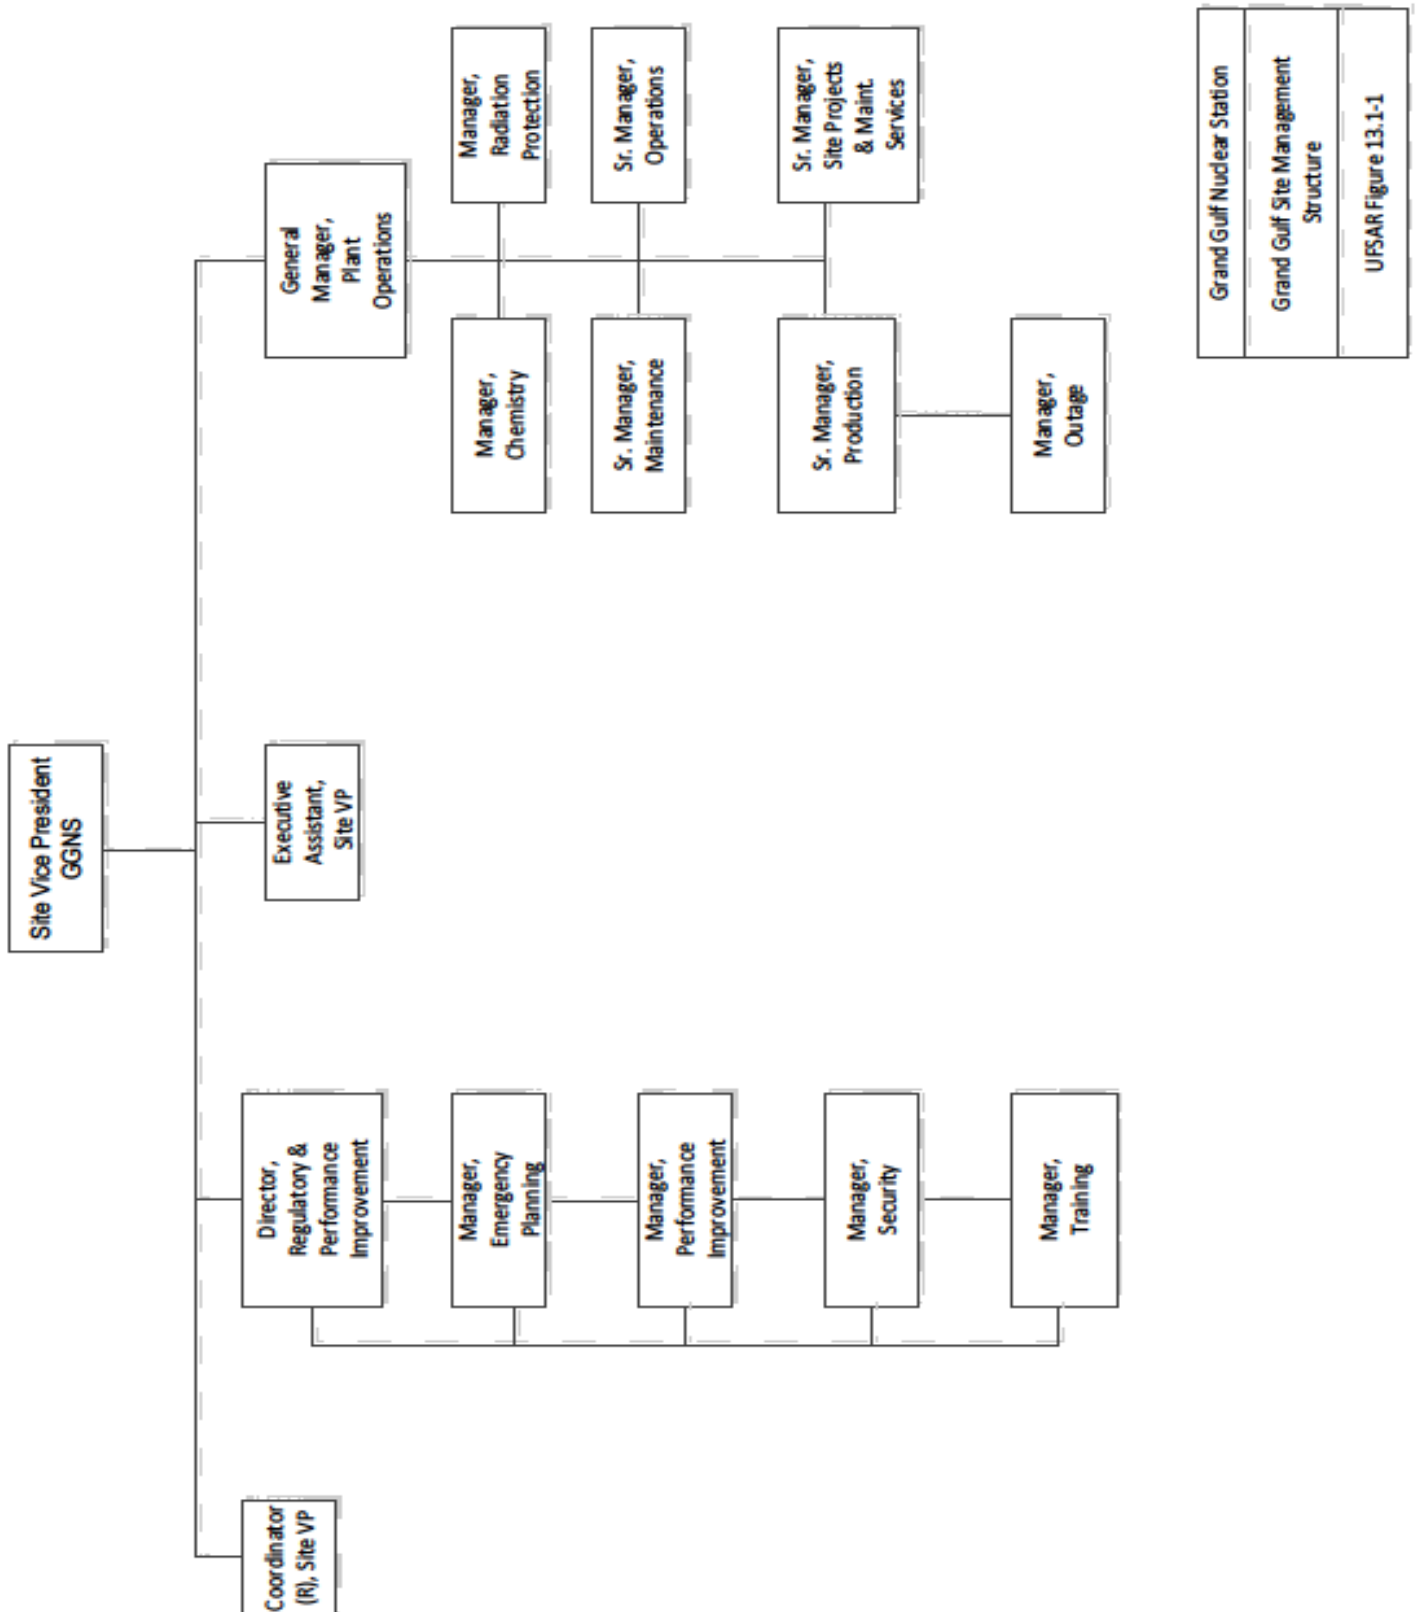 Site Vice President
GGNS
Coordinator
(R), Site VP
Director,
Regulatory &
Performance
Improvement
Executive
Assistant,
Site VP
General
Manager,
Plant
Operations
Manager,
Emergency
Planning
Manager,
Performance
Improvement
Manager,
Security
Manager,
Training
Manager,
Chemistry
Manager,
Radiation
Protection
Sr. Manager,
Maintenance
Sr. Manager,
Operations
Sr. Manager,
Production
Sr. Manager,
Site Projects
& Maint.
Services
Manager,
Outage
Grand Gulf Nuclear Station
Grand Gulf Site Management
Structure
UFSAR Figure 13.1-1